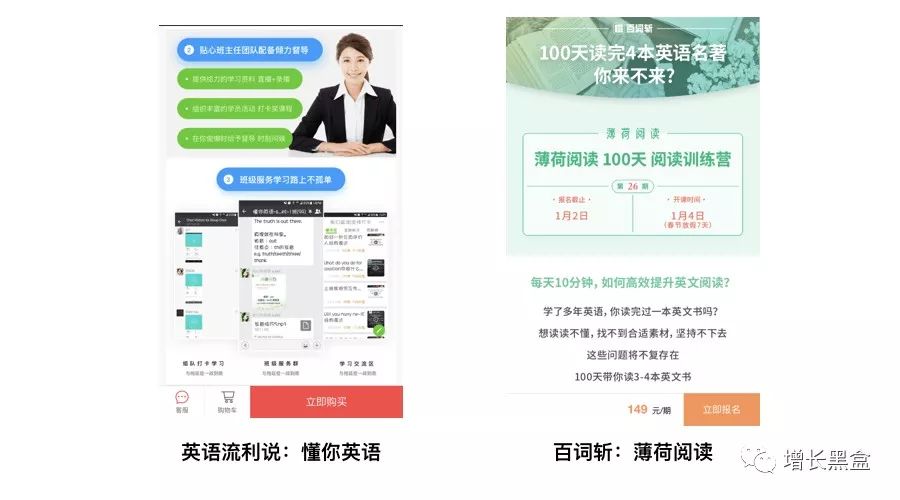 2 贴心班主任团队配备倾力督导
• 提供给力的学习资料 直播+录播
• 组织丰富的学员活动 打卡奖课程
• 在你偷懒时给予督导 时刻问候
3 班级服务学习路上不孤单
The truth is out there.
What do you do for
组队打卡学习
班级服务群
学习交流区
客服
购物车
立即购买
英语流利说：懂你英语
百词斩
100天读完4本英语名著
你来不来？
薄荷阅读
薄荷阅读 100天 阅读训练营
第 26 期
• 报名截止 •
1月2日
• 开课时间 •
1月4日
（春节放假7天）
每天10分钟，如何高效提升英文阅读？
学了多年英语，你读完过一本英文书吗？
想读读不懂，找不到合适素材，坚持不下去
这些问题将不复存在
100天带你读3-4本英文书
149 元/期
立即报名
百词斩：薄荷阅读
增长黑盒